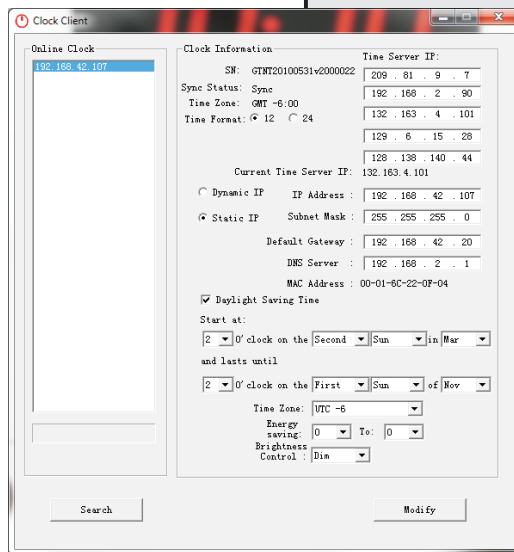 Clock Client
Online Clock
192.168.42.107
Clock Information
SN: GTNT20100531v2000022
Sync Status: Sync
Time Zone: GMT -6:00
Time Format: 12 24
Time Server IP:
209 . 81 . 9 . 7
192 . 168 . 2 . 90
132 . 163 . 4 . 101
129 . 6 . 15 . 28
128 . 138 . 140 . 44
Current Time Server IP: 132.163.4.101
Dynamic IP
Static IP
IP Address : 192 . 168 . 42 . 107
Subnet Mask : 255 . 255 . 255 . 0
Default Gateway : 192 . 168 . 42 . 20
DNS Server : 192 . 168 . 2 . 1
MAC Address : 00-01-6C-22-0F-04
Daylight Saving Time
Start at:
2 O'clock on the Second Sun in Mar
and lasts until
2 O'clock on the First Sun of Nov
Time Zone: UTC -6
Energy saving: 0 To: 0
Brightness Control : Dim
Search
Modify